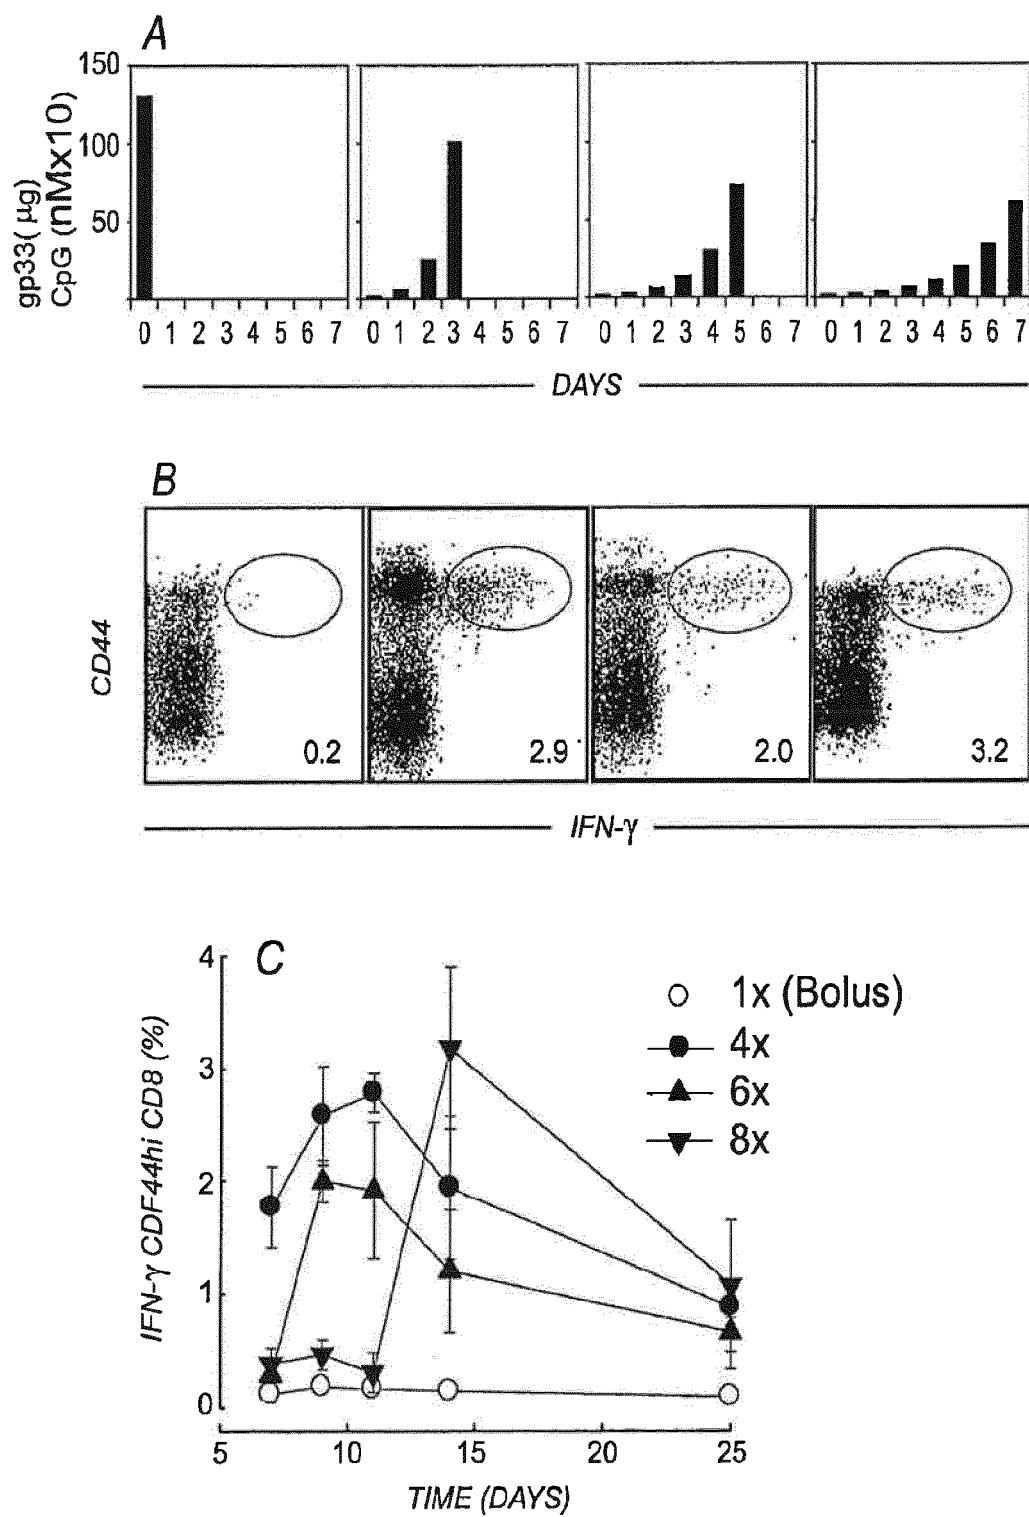 A
150
100
50
gp33( μg)
CpG (nMx10)
0 1 2 3 4 5 6 7
0 1 2 3 4 5 6 7
0 1 2 3 4 5 6 7
0 1 2 3 4 5 6 7
DAYS
B
CD44
0.2
2.9
2.0
3.2
IFN-γ
C
4
3
2
1
0
IFN-γ CDF44hi CD8 (%)
1x (Bolus)
4x
6x
8x
5 10 15 20 25
TIME (DAYS)